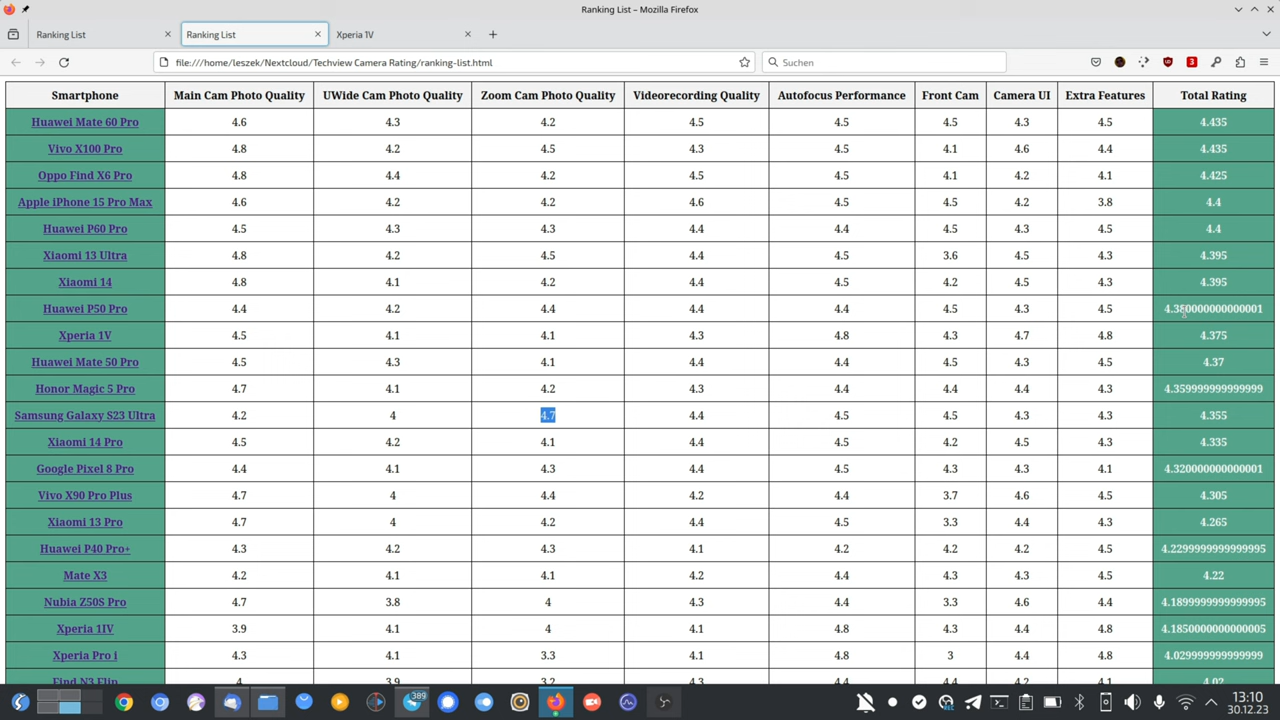 Ranking List – Mozilla Firefox
Ranking List
Ranking List
Xperia 1V
file:///home/leszek/Nextcloud/Techview Camera Rating/ranking-list.html
Suchen
3
Smartphone Main Cam Photo Quality UWide Cam Photo Quality Zoom Cam Photo Quality Videorecording Quality Autofocus Performance Front Cam Camera UI Extra Features Total Rating
Huawei Mate 60 Pro 4.6 4.3 4.2 4.5 4.5 4.5 4.3 4.5 4.435
Vivo X100 Pro 4.8 4.2 4.5 4.3 4.5 4.1 4.6 4.4 4.435
Oppo Find X6 Pro 4.8 4.4 4.2 4.5 4.5 4.1 4.2 4.1 4.425
Apple iPhone 15 Pro Max 4.6 4.2 4.2 4.6 4.5 4.5 4.2 3.8 4.4
Huawei P60 Pro 4.5 4.3 4.3 4.4 4.4 4.5 4.3 4.5 4.4
Xiaomi 13 Ultra 4.8 4.2 4.5 4.4 4.5 3.6 4.5 4.3 4.395
Xiaomi 14 4.8 4.1 4.2 4.4 4.5 4.2 4.5 4.3 4.395
Huawei P50 Pro 4.4 4.2 4.4 4.4 4.4 4.5 4.3 4.5 4.380000000000001
Xperia 1V 4.5 4.1 4.1 4.3 4.8 4.3 4.7 4.8 4.375
Huawei Mate 50 Pro 4.5 4.3 4.1 4.4 4.4 4.5 4.3 4.5 4.37
Honor Magic 5 Pro 4.7 4.1 4.2 4.3 4.4 4.4 4.4 4.3 4.359999999999999
Samsung Galaxy S23 Ultra 4.2 4 4.7 4.4 4.5 4.5 4.3 4.3 4.355
Xiaomi 14 Pro 4.5 4.2 4.1 4.4 4.5 4.2 4.5 4.3 4.335
Google Pixel 8 Pro 4.4 4.1 4.3 4.4 4.5 4.3 4.3 4.1 4.320000000000001
Vivo X90 Pro Plus 4.7 4 4.4 4.2 4.4 3.7 4.6 4.5 4.305
Xiaomi 13 Pro 4.7 4 4.2 4.4 4.5 3.3 4.4 4.3 4.265
Huawei P40 Pro+ 4.3 4.2 4.3 4.1 4.2 4.2 4.2 4.5 4.2299999999999995
Mate X3 4.2 4.1 4.1 4.2 4.4 4.3 4.3 4.5 4.22
Nubia Z50S Pro 4.7 3.8 4 4.3 4.4 3.3 4.6 4.4 4.1899999999999995
Xperia 1IV 3.9 4.1 4 4.1 4.8 4.3 4.4 4.8 4.1850000000000005
Xperia Pro i 4.3 4.1 3.3 4.1 4.8 3 4.4 4.8 4.029999999999999
Find N3 Flip 4 3.9 3.2 4.2 4.4 4.3 4.3 4.3 4.02
389
13:10
30.12.23